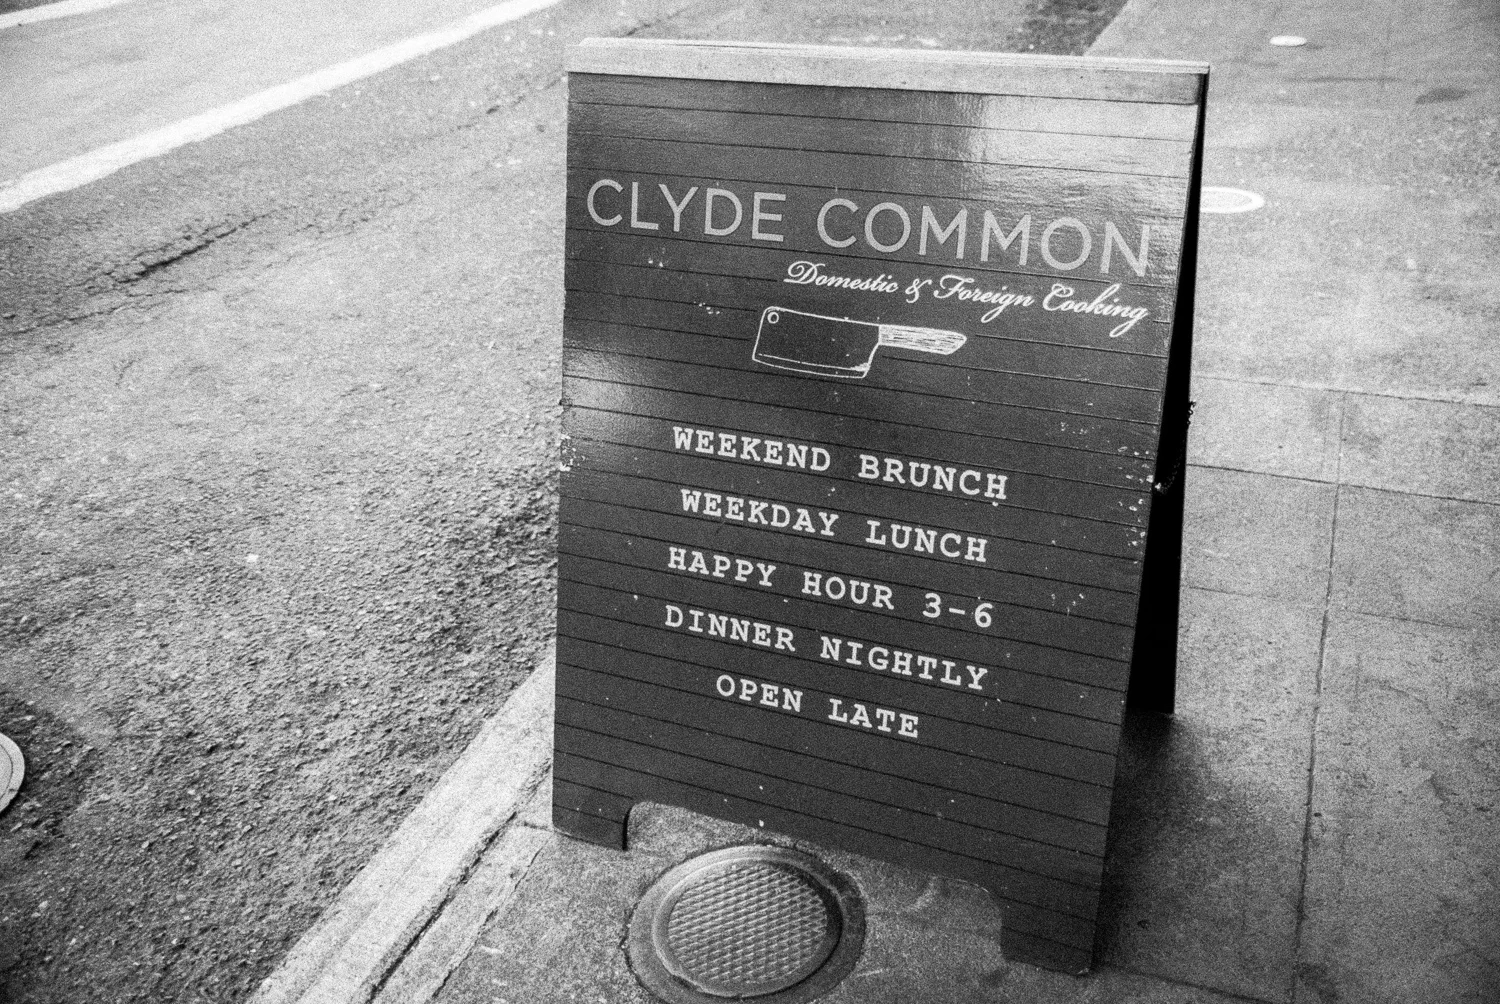 CLYDE COMMON
Domestic & Foreign Cooking
WEEKEND BRUNCH
WEEKDAY LUNCH
HAPPY HOUR 3-6
DINNER NIGHTLY
OPEN LATE